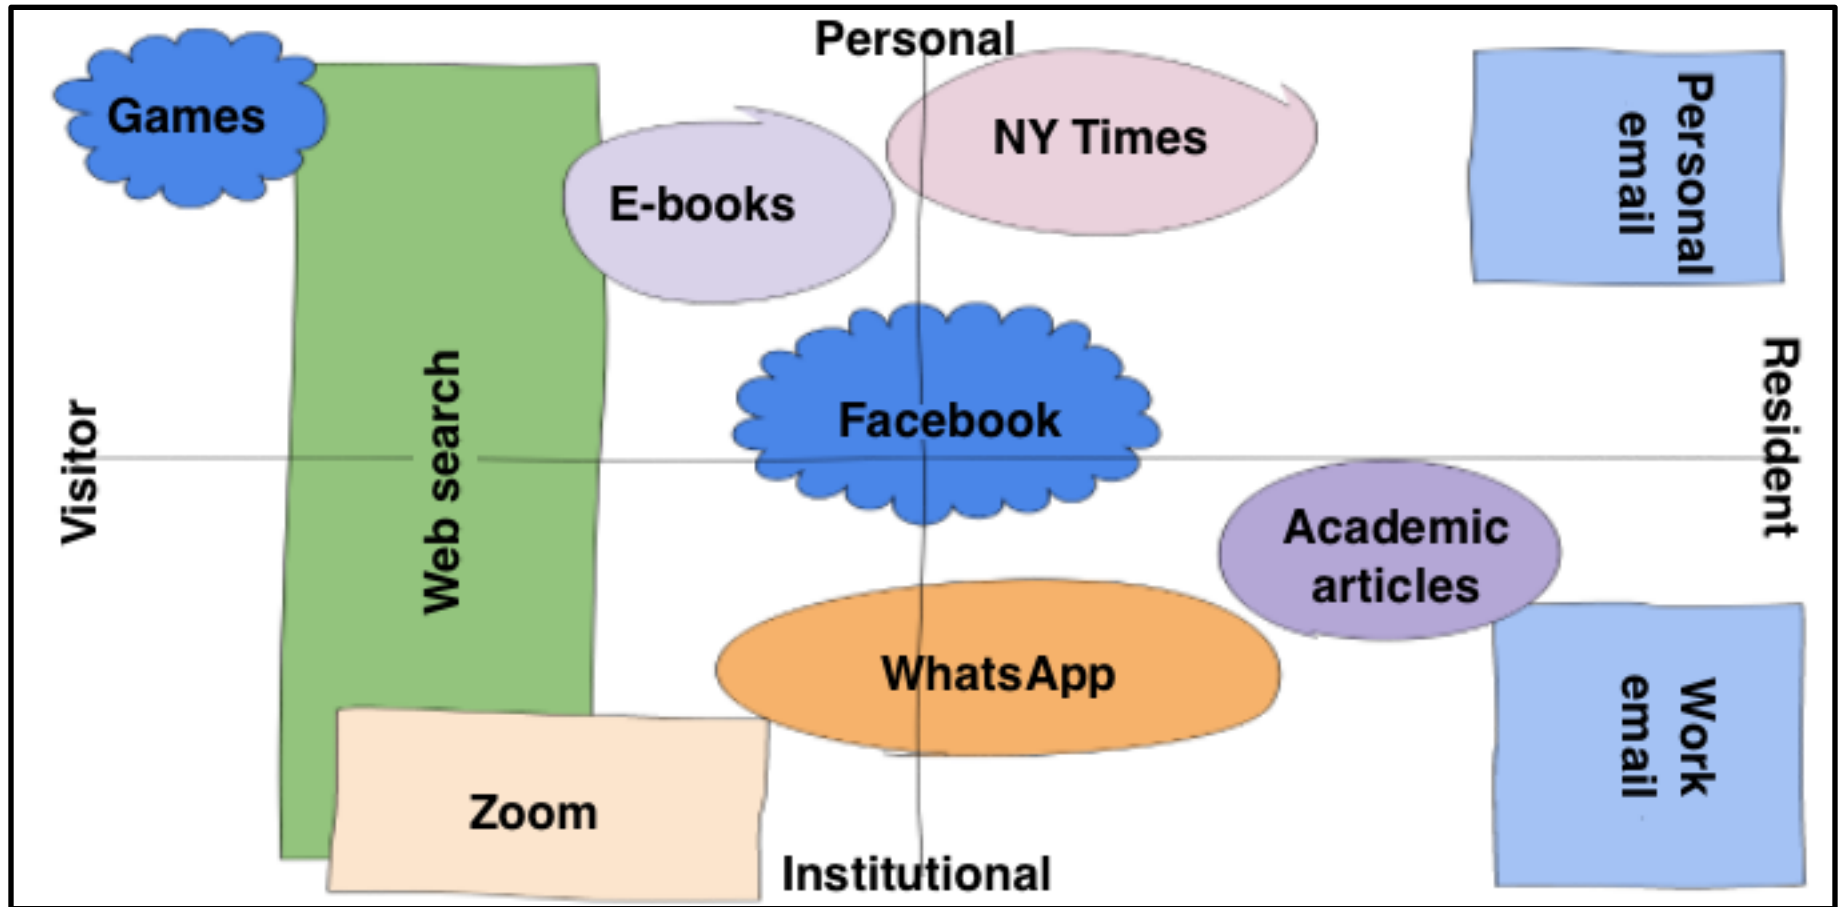 Personal
Games
NY Times
Personal
email
E-books
Facebook
Visitor
Web search
Resident
Academic
articles
WhatsApp
Work
email
Zoom
Institutional